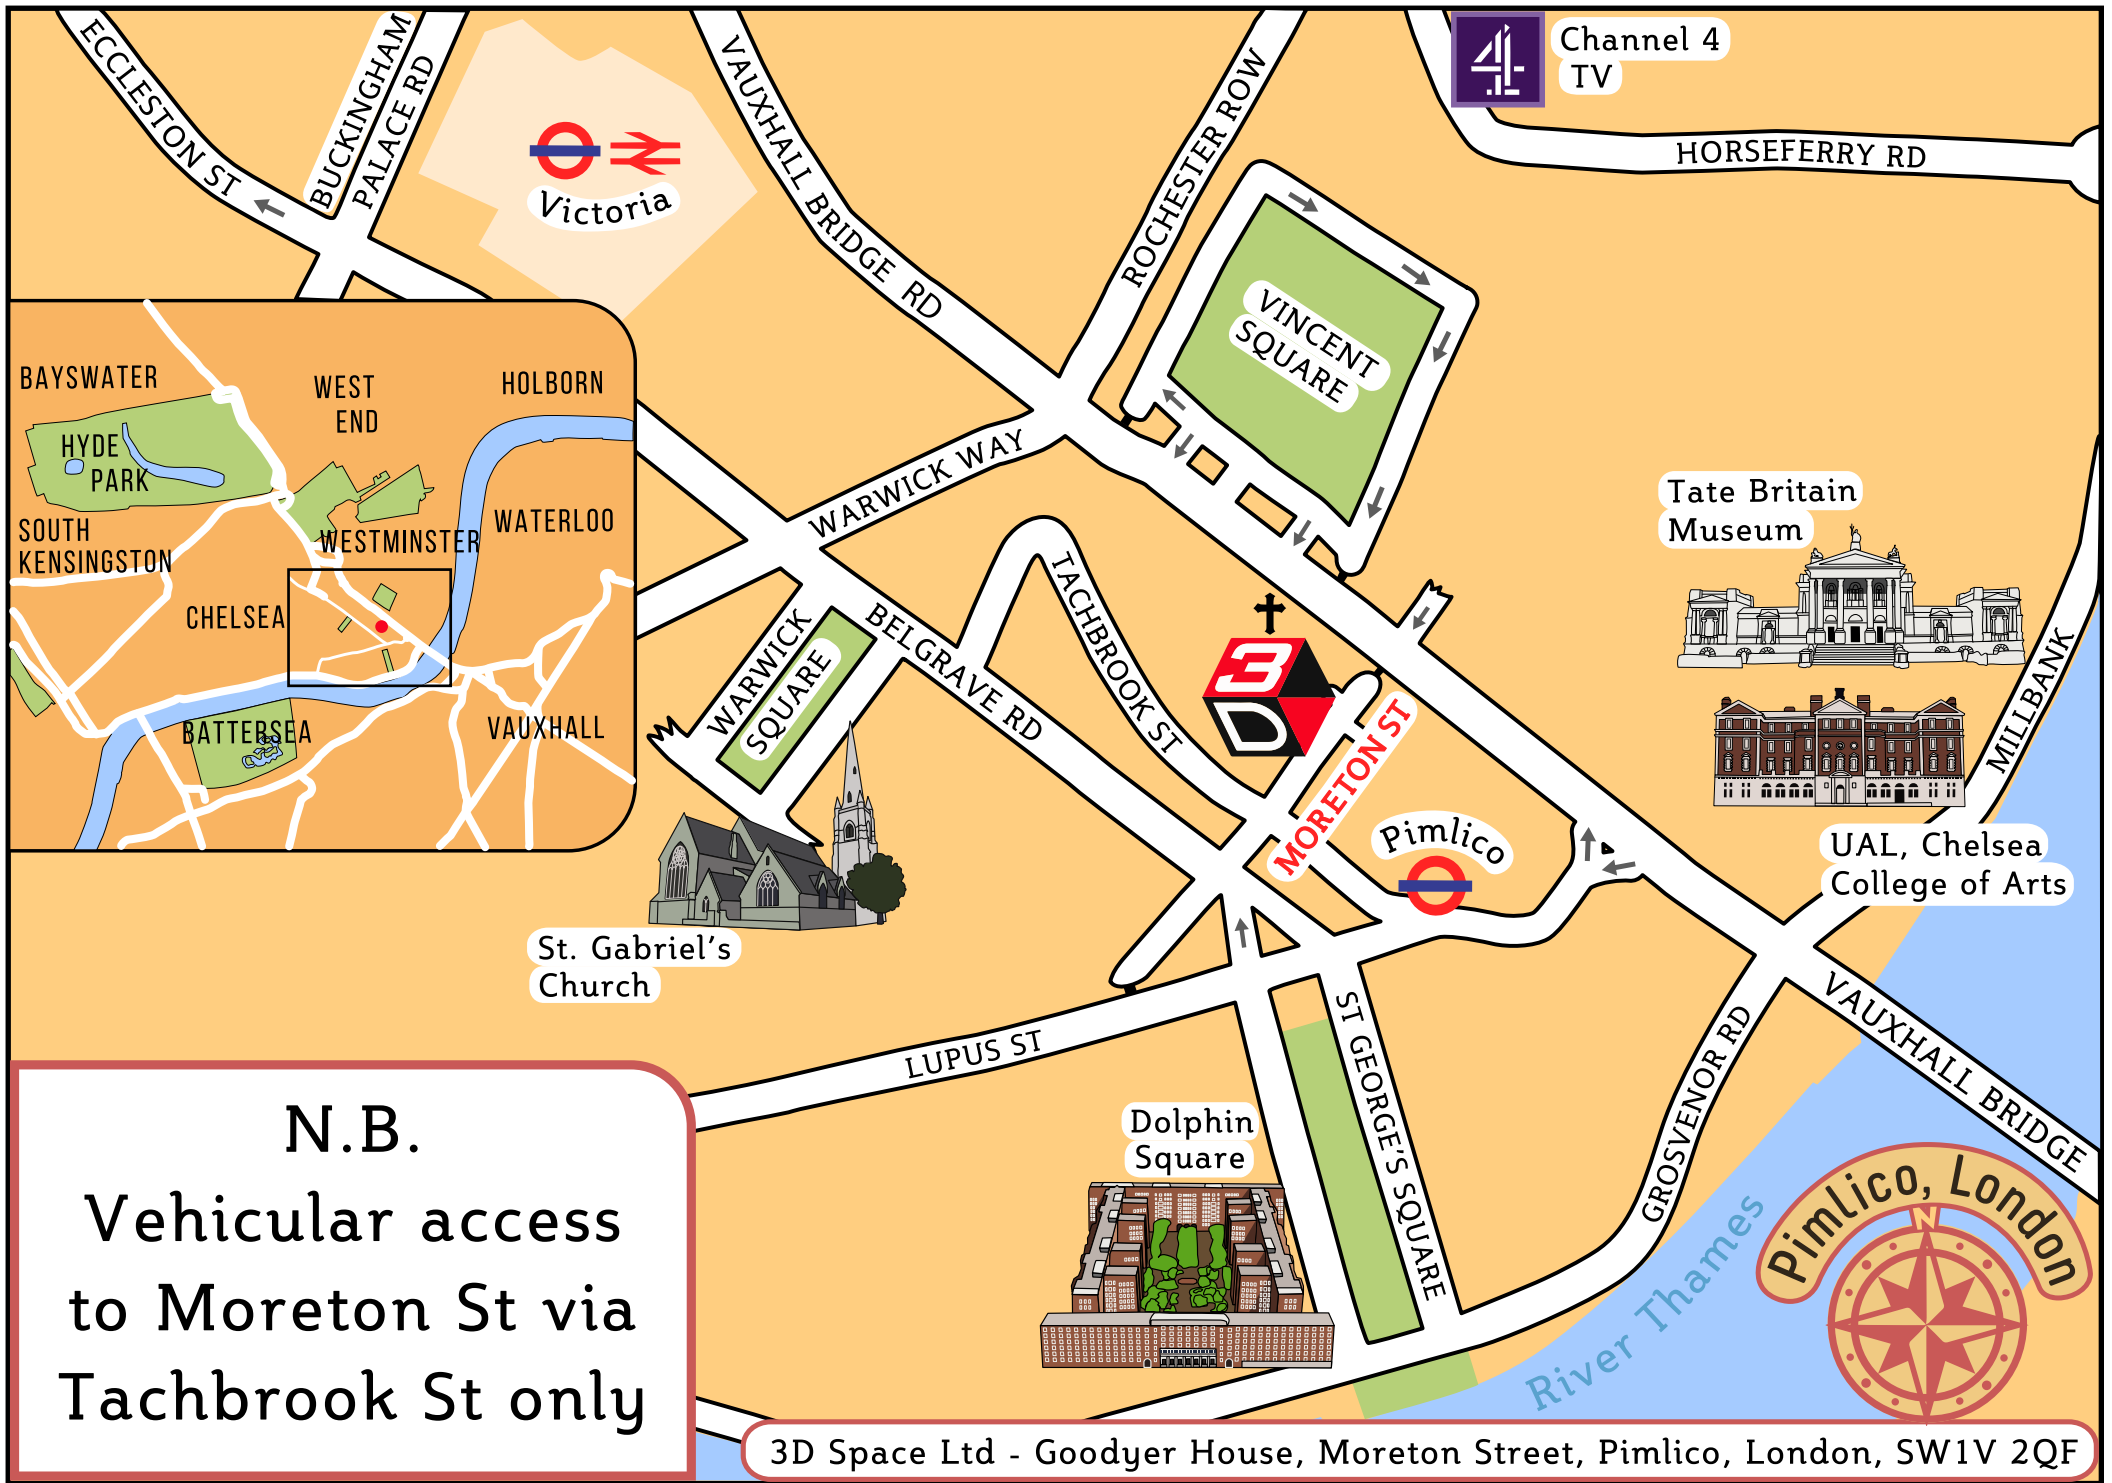 ECCLESTON ST
BUCKINGHAM
PALACE RD
Victoria
VAUXHALL BRIDGE RD
ROCHESTER ROW
4
Channel 4
TV
HORSEFERRY RD
VINCENT
SQUARE
WARWICK WAY
BAYSWATER
WEST
END
HOLBORN
HYDE
PARK
SOUTH
KENSINGSTON
WESTMINSTER
WATERLOO
CHELSEA
BATTERSEA
VAUXHALL
WARWICK
SQUARE
BELGRAVE RD
TACHBROOK ST
3
D
MORETON ST
Pimlico
Tate Britain
Museum
MILLBANK
UAL, Chelsea
College of Arts
St. Gabriel's
Church
LUPUS ST
ST GEORGE'S SQUARE
GROSVENOR RD
VAUXHALL BRIDGE
Dolphin
Square
River Thames
Pimlico, London
N
N.B.
Vehicular access
to Moreton St via
Tachbrook St only
3D Space Ltd - Goodyer House, Moreton Street, Pimlico, London, SW1V 2QF